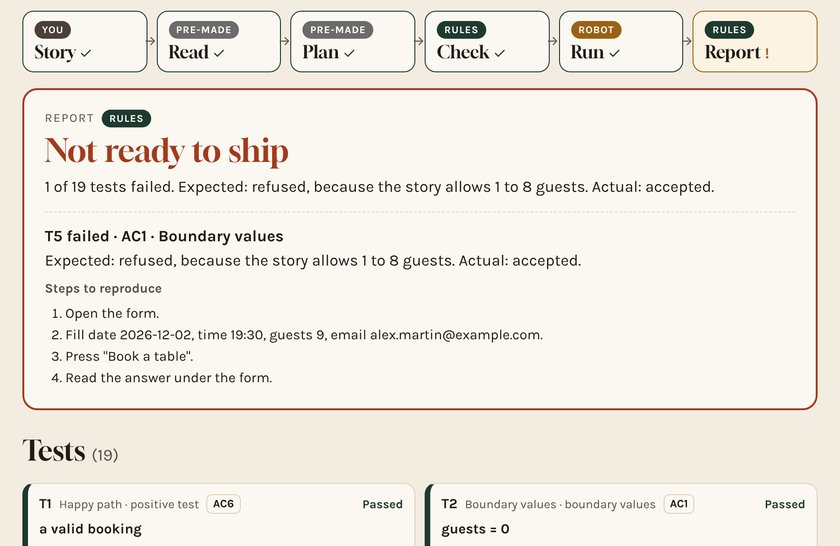 YOU
Story ✓
PRE-MADE
Read ✓
PRE-MADE
Plan ✓
RULES
Check ✓
ROBOT
Run ✓
RULES
Report !
REPORT RULES
Not ready to ship
1 of 19 tests failed. Expected: refused, because the story allows 1 to 8 guests. Actual: accepted.
T5 failed · AC1 · Boundary values
Expected: refused, because the story allows 1 to 8 guests. Actual: accepted.
Steps to reproduce
1. Open the form.
2. Fill date 2026-12-02, time 19:30, guests 9, email alex.martin@example.com.
3. Press "Book a table".
4. Read the answer under the form.
Tests (19)
T1 Happy path · positive test AC6 Passed
a valid booking
T2 Boundary values · boundary values AC1 Passed
guests = 0